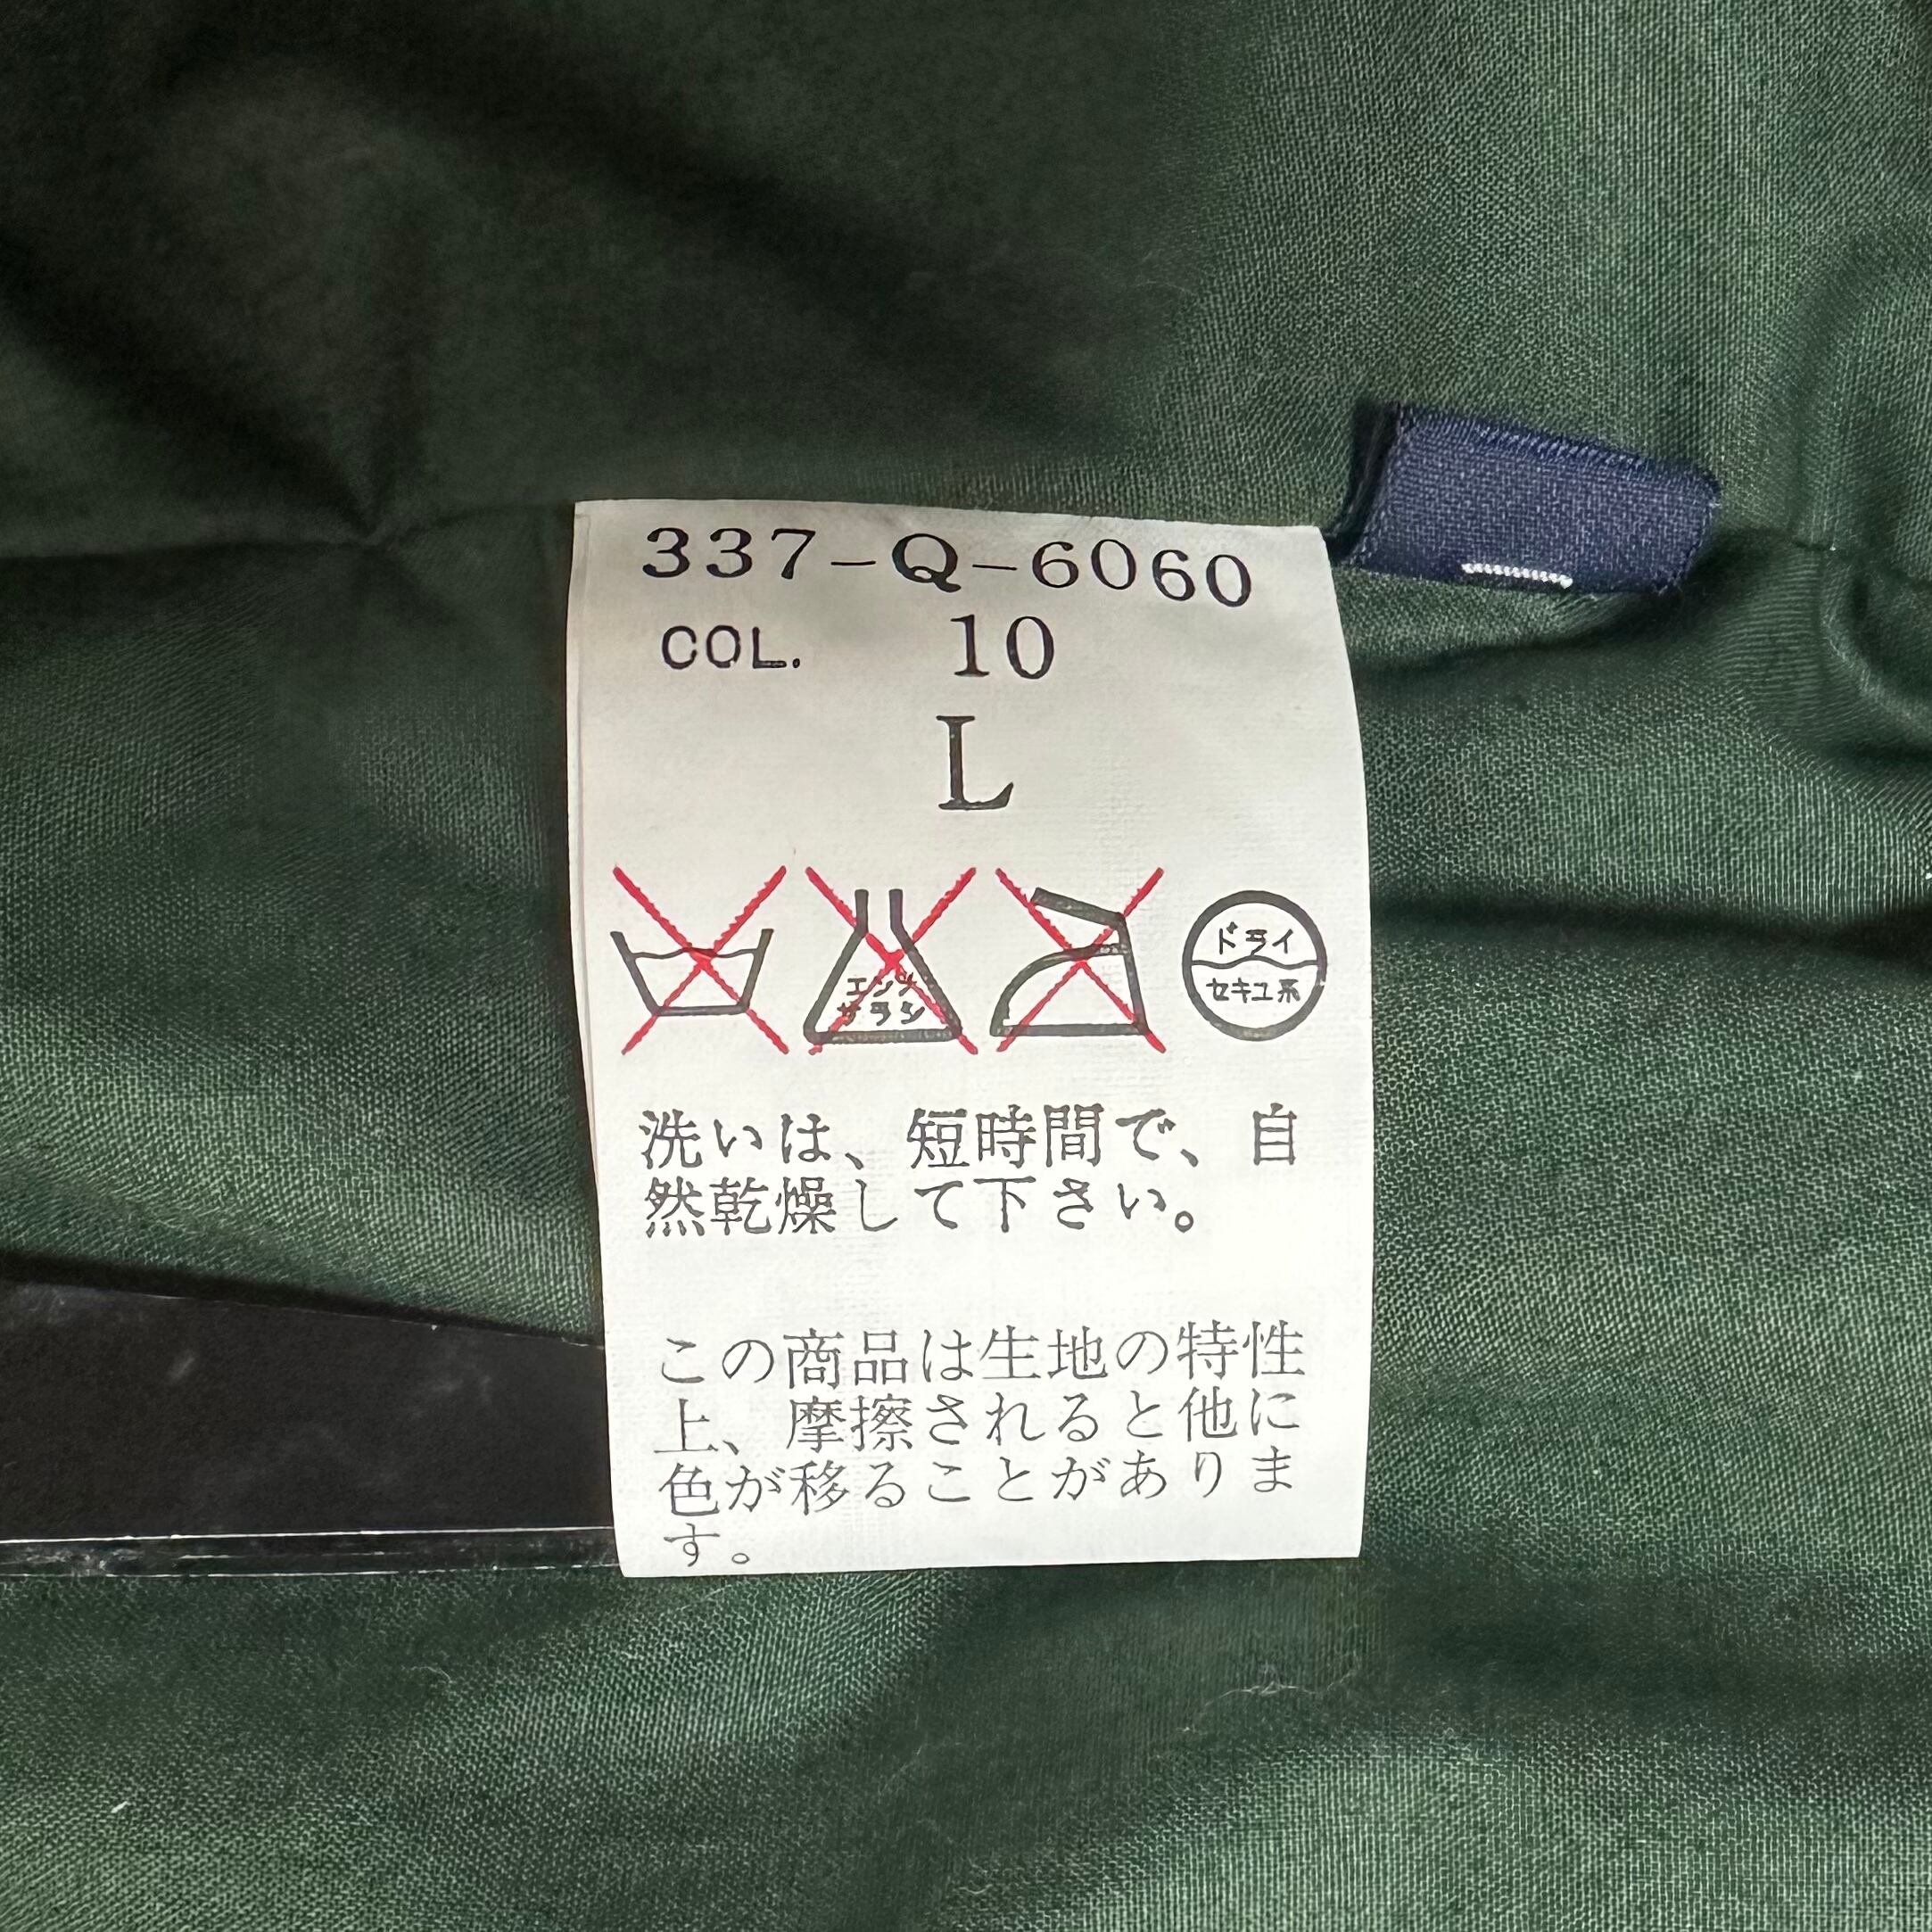 337-Q-6060
COL. 10
L
エンソ
サラシ
ドライ
セキユ系
洗いは、短時間で、自
然乾燥して下さい。
この商品は生地の特性
上、摩擦されると他に
色が移ることがありま
す。